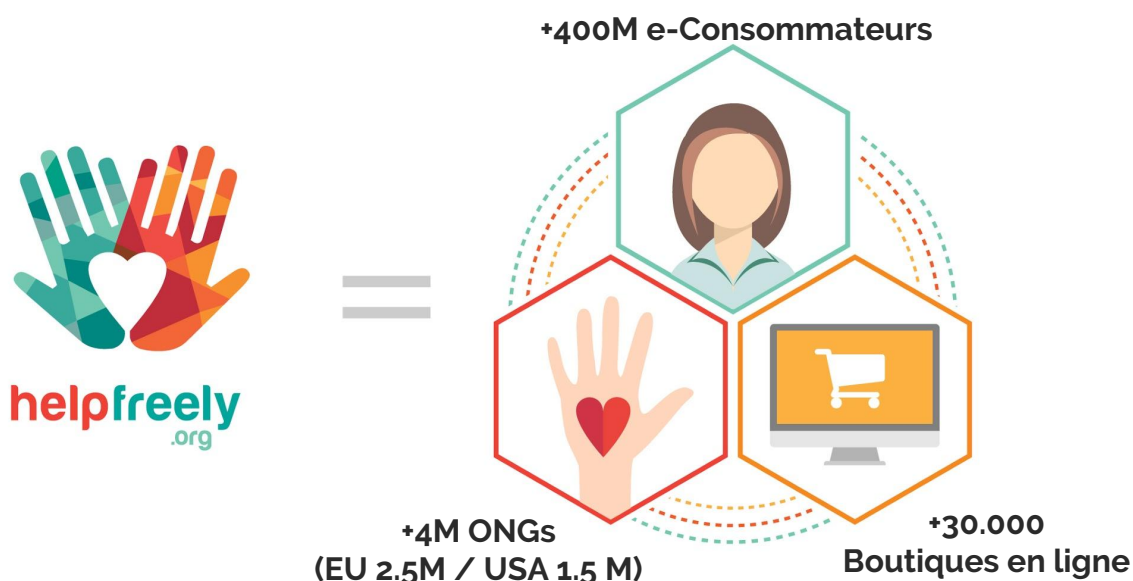 +400M e-Consommateurs
helpfreely
.org
+4M ONGs
(EU 2.5M / USA 1.5 M)
+30.000
Boutiques en ligne